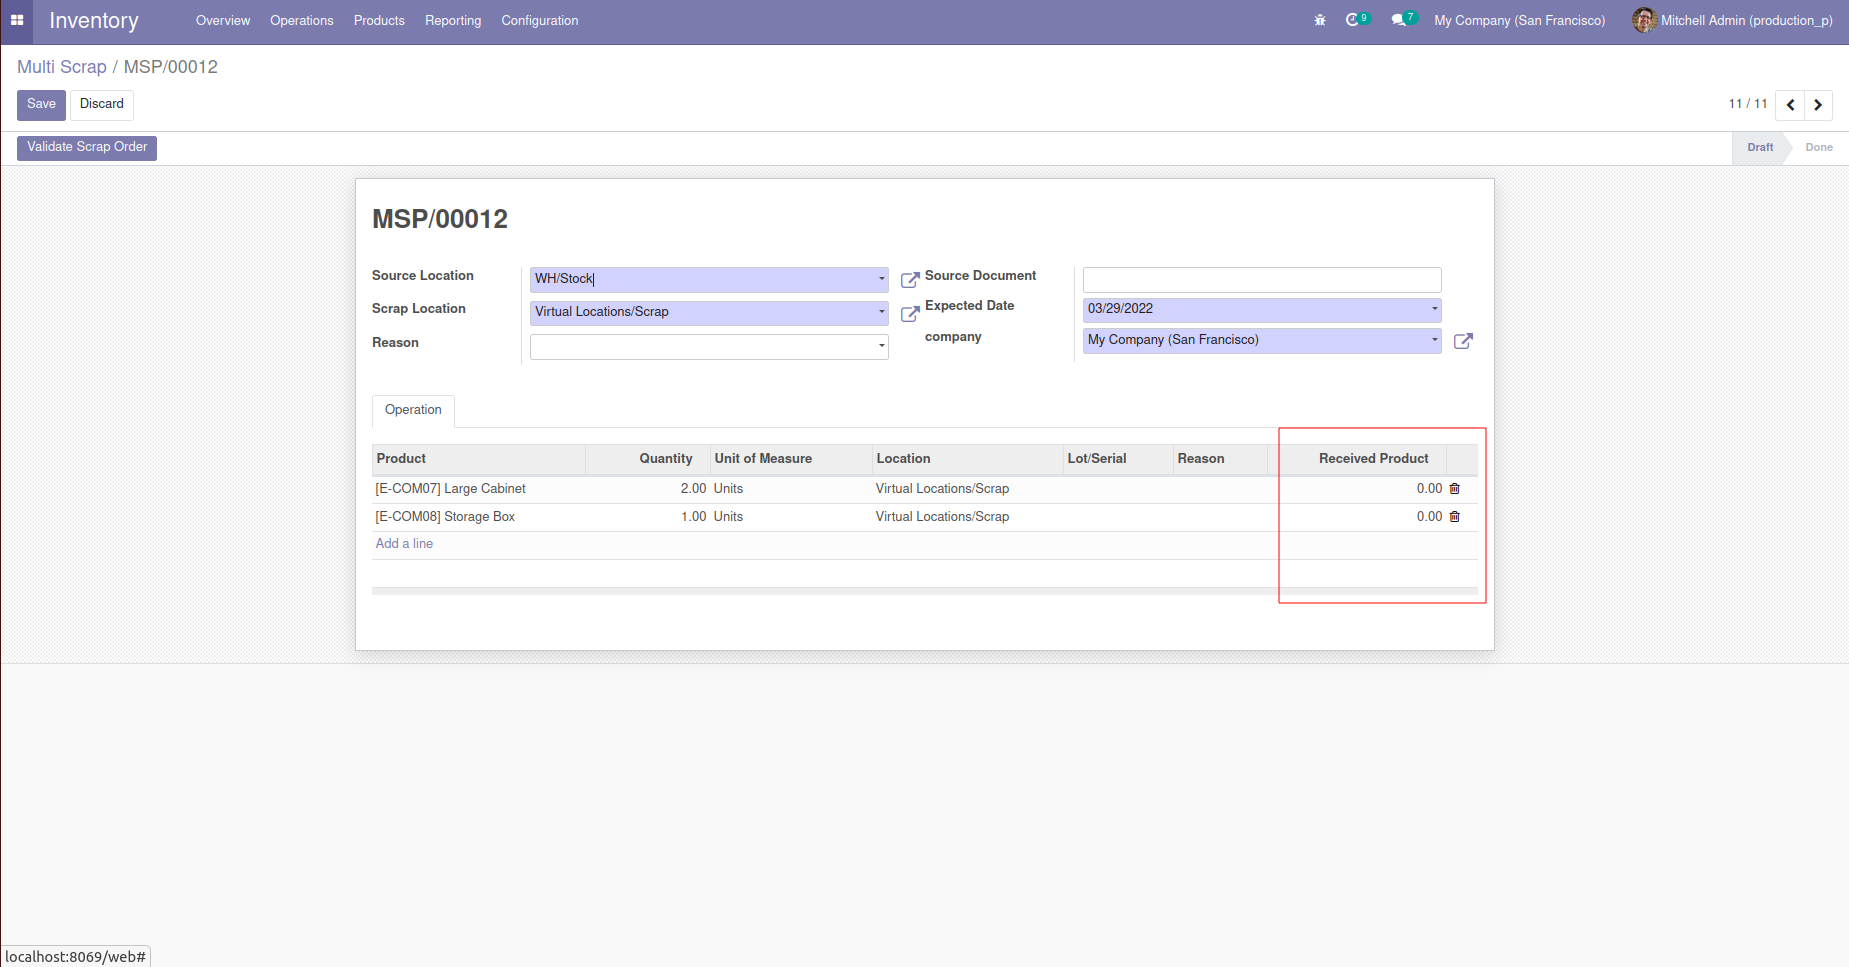 Inventory Overview Operations Products Reporting Configuration 9 7 My Company (San Francisco) Mitchell Admin (production_p)
Multi Scrap / MSP/00012
Save Discard 11 / 11
Validate Scrap Order Draft Done
MSP/00012
Source Location WH/Stock Source Document
Scrap Location Virtual Locations/Scrap Expected Date 03/29/2022
Reason company My Company (San Francisco)
Operation
Product Quantity Unit of Measure Location Lot/Serial Reason Received Product
[E-COM07] Large Cabinet 2.00 Units Virtual Locations/Scrap 0.00
[E-COM08] Storage Box 1.00 Units Virtual Locations/Scrap 0.00
Add a line
localhost:8069/web#